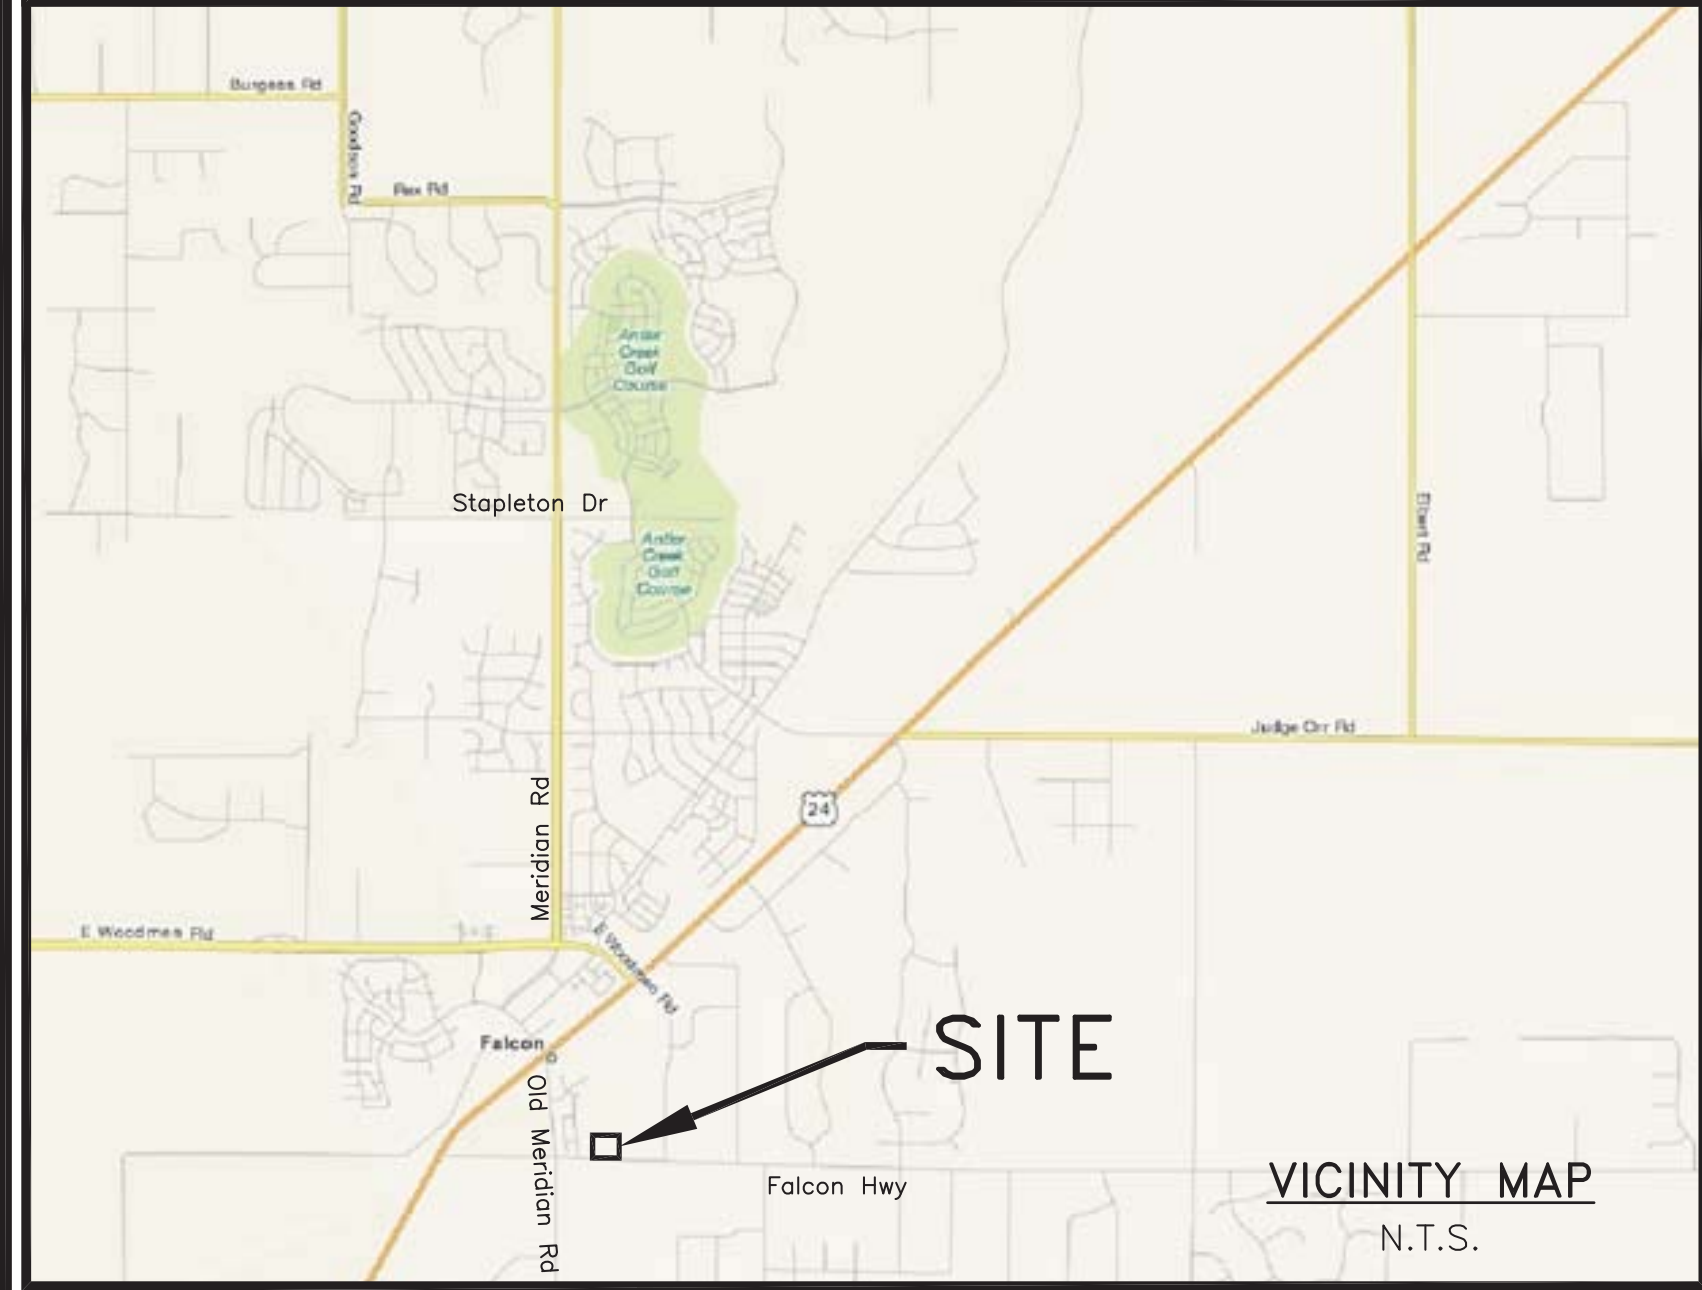 Burgess Rd
Goodson Rd
Rex Rd
Antler
Creek
Golf
Course
Stapleton Dr
Elbert Rd
Antler
Creek
Golf
Course
Judge Orr Rd
Meridian Rd
24
E Woodmen Rd
E Woodmen Rd
Falcon
SITE
Old Meridian Rd
Falcon Hwy
VICINITY MAP
N.T.S.